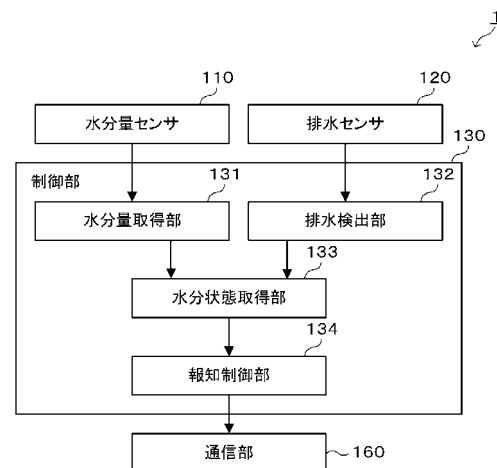 1
110
120
水分量センサ
排水センサ
130
制御部
131
132
水分量取得部
排水検出部
133
水分状態取得部
134
報知制御部
通信部
160